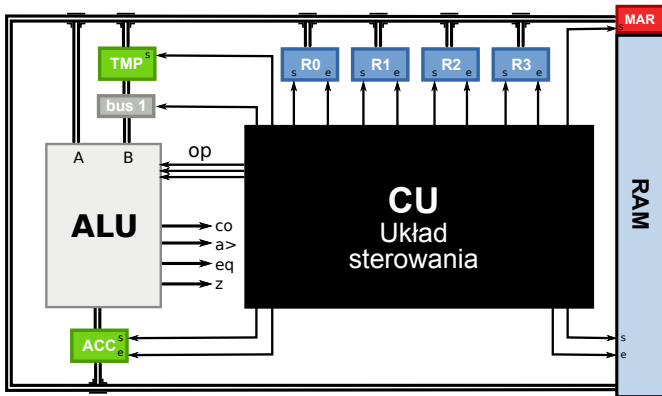 MAR
s
TMP s
R0
s e
R1
s e
R2
s e
R3
s e
bus 1
A B
op
ALU
CU
Układ
sterowania
RAM
co
a>
eq
z
ACC
s
e
s
e